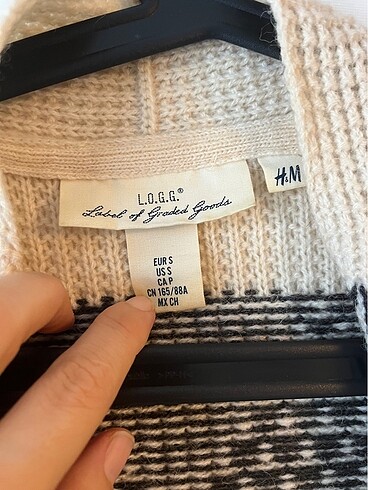 L.O.G.G.®
Label of Graded Goods
H&M
EUR S
US S
CA P
CN 165/88A
MX CH